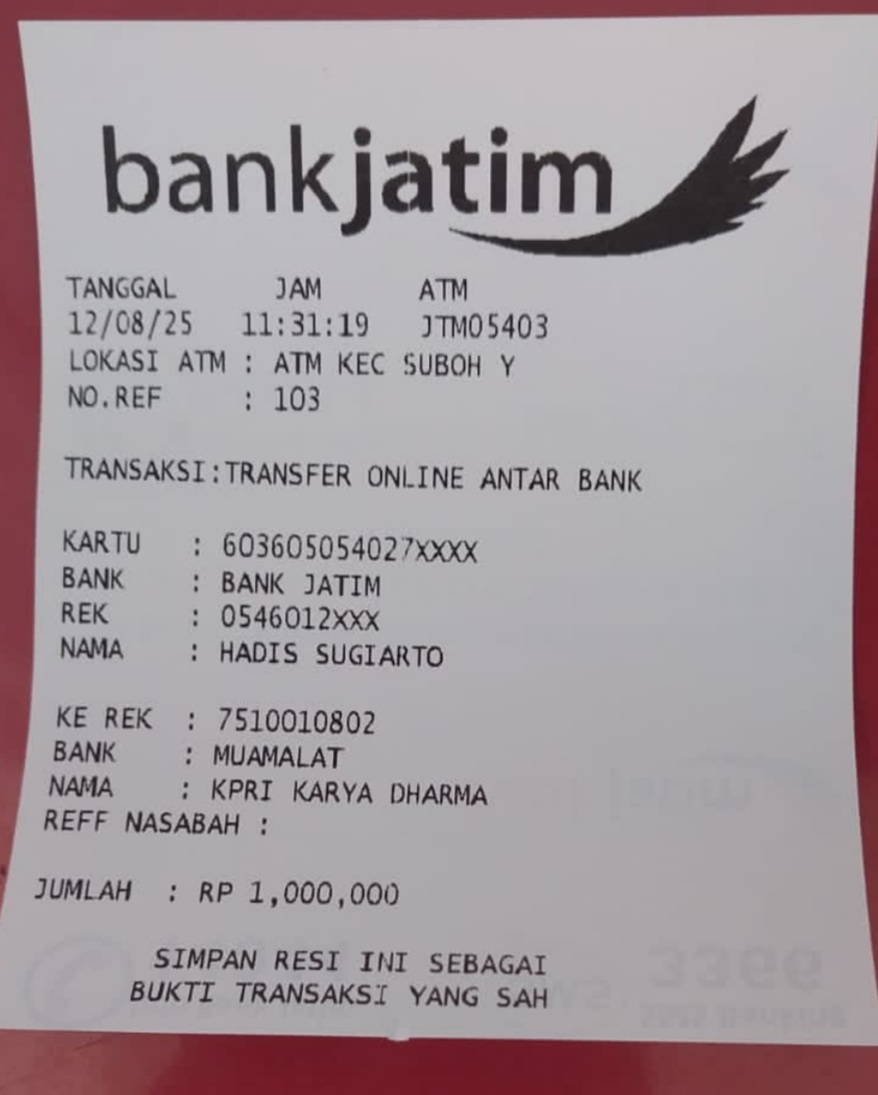 bankjatim
TANGGAL JAM ATM
12/08/25 11:31:19 JTM05403
LOKASI ATM : ATM KEC SUBOH Y
NO.REF : 103
TRANSAKSI:TRANSFER ONLINE ANTAR BANK
KARTU : 603605054027XXXX
BANK : BANK JATIM
REK : 0546012XXX
NAMA : HADIS SUGIARTO
KE REK : 7510010802
BANK : MUAMALAT
NAMA : KPRI KARYA DHARMA
REFF NASABAH :
JUMLAH : RP 1,000,000
SIMPAN RESI INI SEBAGAI
BUKTI TRANSAKSI YANG SAH